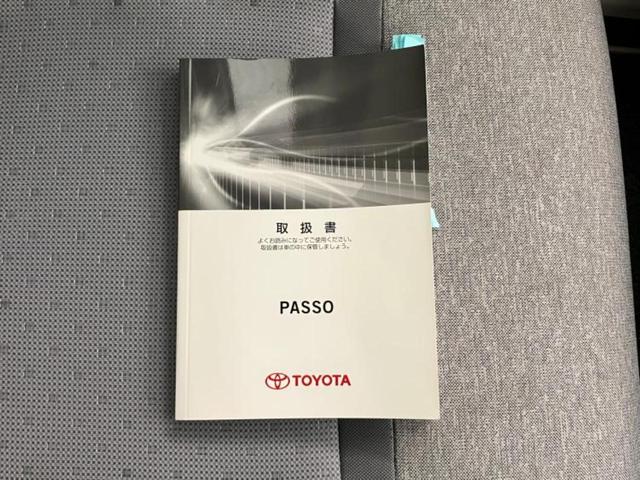 取扱書
よくお読みになってご使用ください。
取扱書は車の中に保管しましょう。
PASSO
TOYOTA